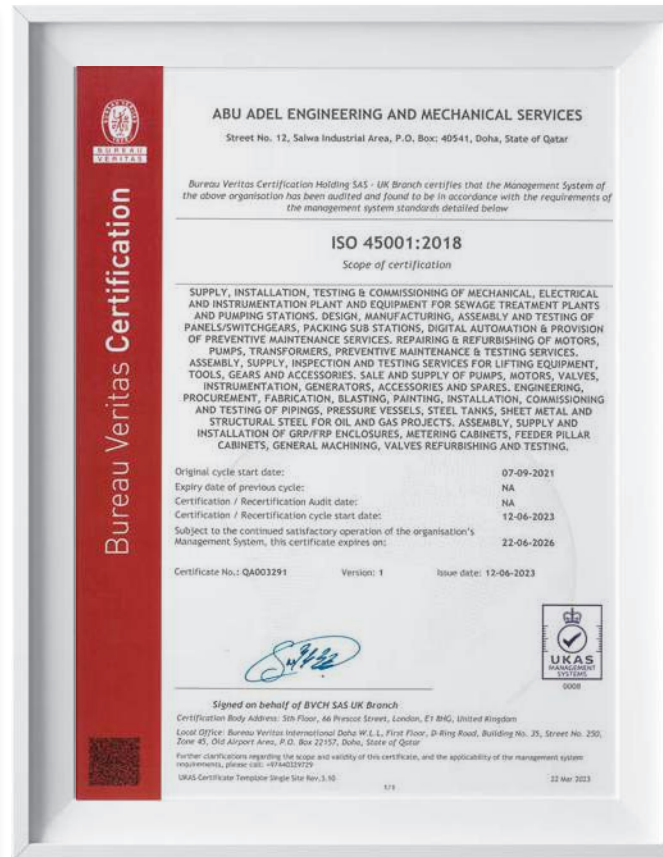 BUREAU
VERITAS
Bureau Veritas Certification
ABU ADEL ENGINEERING AND MECHANICAL SERVICES
Street No. 12, Salwa Industrial Area, P.O. Box: 40541, Doha, State of Qatar
Bureau Veritas Certification Holding SAS - UK Branch certifies that the Management System of
the above organisation has been audited and found to be in accordance with the requirements of
the management system standards detailed below
ISO 45001:2018
Scope of certification
SUPPLY, INSTALLATION, TESTING & COMMISSIONING OF MECHANICAL, ELECTRICAL
AND INSTRUMENTATION PLANT AND EQUIPMENT FOR SEWAGE TREATMENT PLANTS
AND PUMPING STATIONS. DESIGN, MANUFACTURING, ASSEMBLY AND TESTING OF
PANELS/SWITCHGEARS, PACKING SUB STATIONS, DIGITAL AUTOMATION & PROVISION
OF PREVENTIVE MAINTENANCE SERVICES. REPAIRING & REFURBISHING OF MOTORS,
PUMPS, TRANSFORMERS, PREVENTIVE MAINTENANCE & TESTING SERVICES.
ASSEMBLY, SUPPLY, INSPECTION AND TESTING SERVICES FOR LIFTING EQUIPMENT,
TOOLS, GEARS AND ACCESSORIES. SALE AND SUPPLY OF PUMPS, MOTORS, VALVES,
INSTRUMENTATION, GENERATORS, ACCESSORIES AND SPARES. ENGINEERING,
PROCUREMENT, FABRICATION, BLASTING, PAINTING, INSTALLATION, COMMISSIONING
AND TESTING OF PIPINGS, PRESSURE VESSELS, STEEL TANKS, SHEET METAL AND
STRUCTURAL STEEL FOR OIL AND GAS PROJECTS. ASSEMBLY, SUPPLY AND
INSTALLATION OF GRP/FRP ENCLOSURES, METERING CABINETS, FEEDER PILLAR
CABINETS, GENERAL MACHINING, VALVES REFURBISHING AND TESTING.
Original cycle start date: 07-09-2021
Expiry date of previous cycle: NA
Certification / Recertification Audit date: NA
Certification / Recertification cycle start date: 12-06-2023
Subject to the continued satisfactory operation of the organisation's
Management System, this certificate expires on: 22-06-2026
Certificate No.: QA003291 Version: 1 Issue date: 12-06-2023
UKAS
MANAGEMENT
SYSTEMS
0008
Signed on behalf of BVCH SAS UK Branch
Certification Body Address: 5th Floor, 66 Prescot Street, London, E1 8HG, United Kingdom
Local Office: Bureau Veritas International Doha W.L.L, First Floor, D-Ring Road, Building No. 35, Street No. 250,
Zone 45, Old Airport Area, P.O. Box 22157, Doha, State of Qatar
Further clarifications regarding the scope and validity of this certificate, and the applicability of the management system
requirements, please call: +97440329729
UKAS Certificate Template Single Site Rev.3.10 22 Mar 2023
1/1